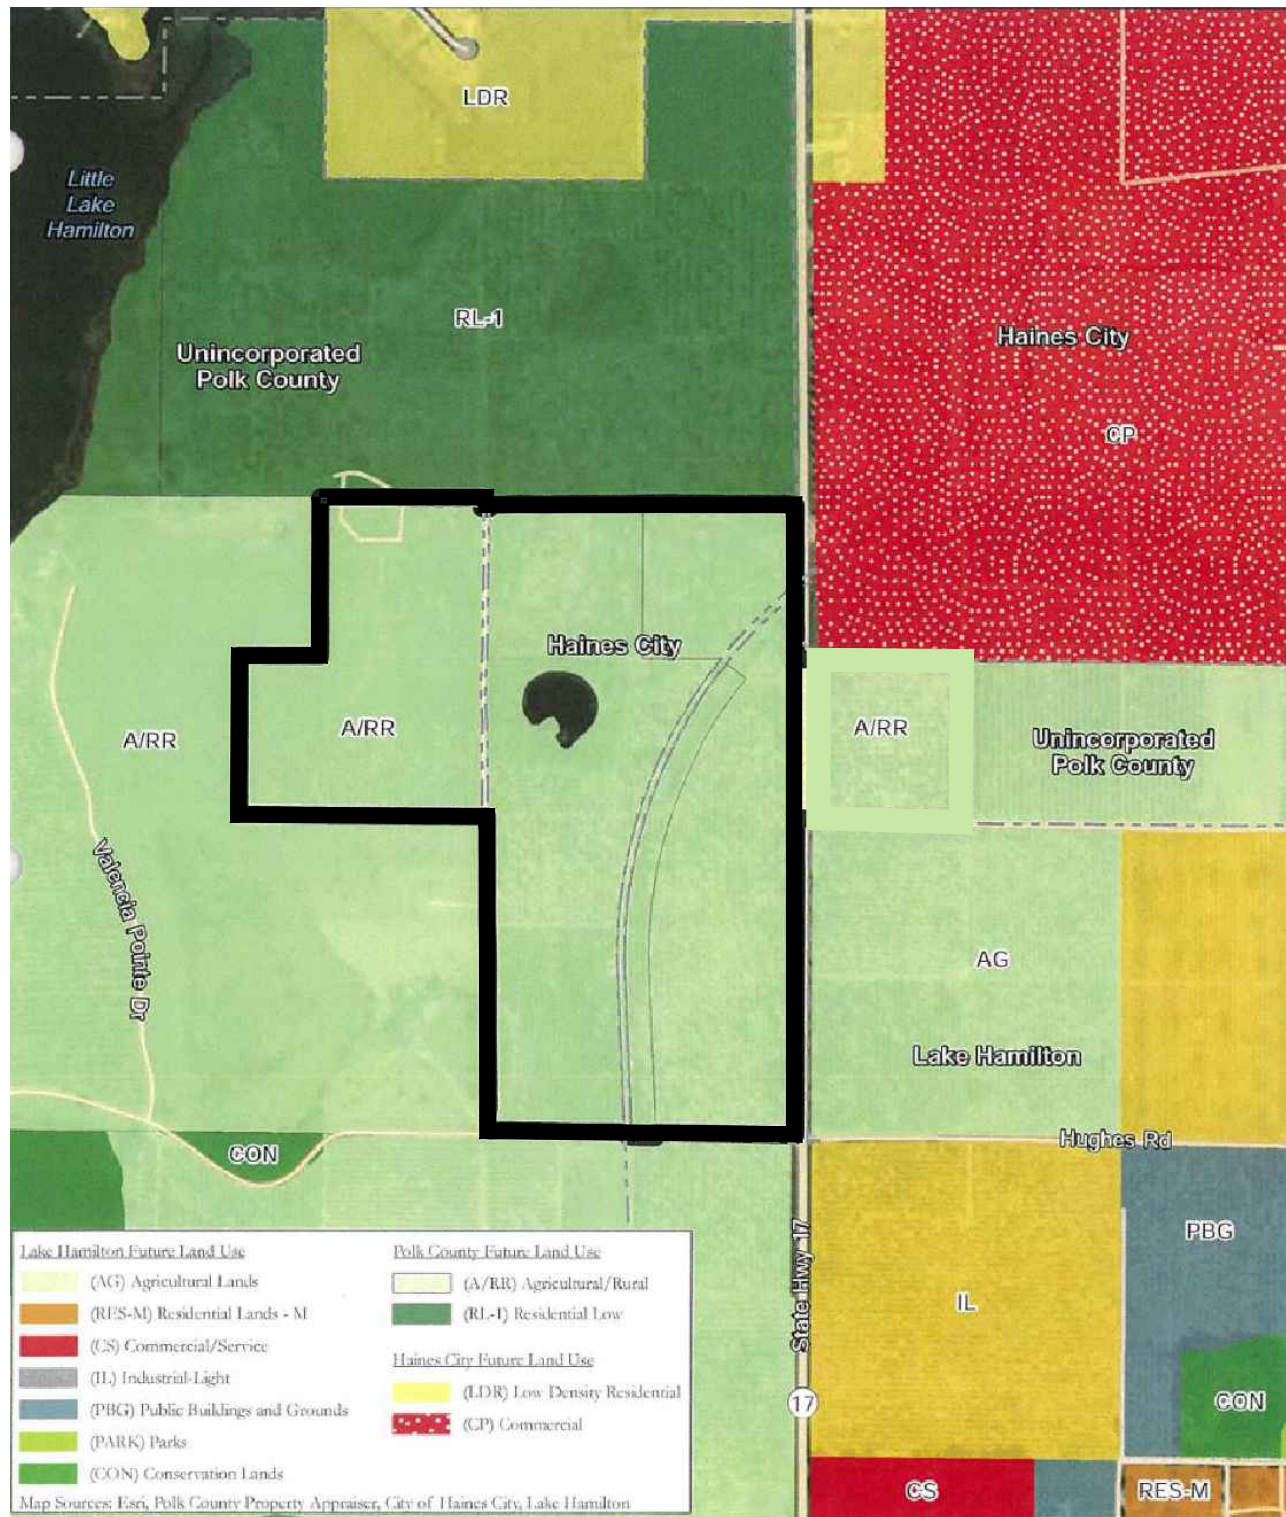 LDR
Little
Lake
Hamilton
RL-1
Unincorporated
Polk County
Haines City
CP
Haines City
A/RR
A/RR
A/RR
Unincorporated
Polk County
Valencia Pointe Dr
AG
Lake Hamilton
Hughes Rd
CON
PBG
IL
State Hwy 17
17
CON
CS
RES-M
Lake Hamilton Future Land Use
(AG) Agricultural Lands
(RES-M) Residential Lands - M
(CS) Commercial/Service
(IL) Industrial-Light
(PBG) Public Buildings and Grounds
(PARK) Parks
(CON) Conservation Lands
Polk County Future Land Use
(A/RR) Agricultural/Rural
(RL-1) Residential Low
Haines City Future Land Use
(LDR) Low Density Residential
(CP) Commercial
Map Sources: Esri, Polk County Property Appraiser, City of Haines City, Lake Hamilton